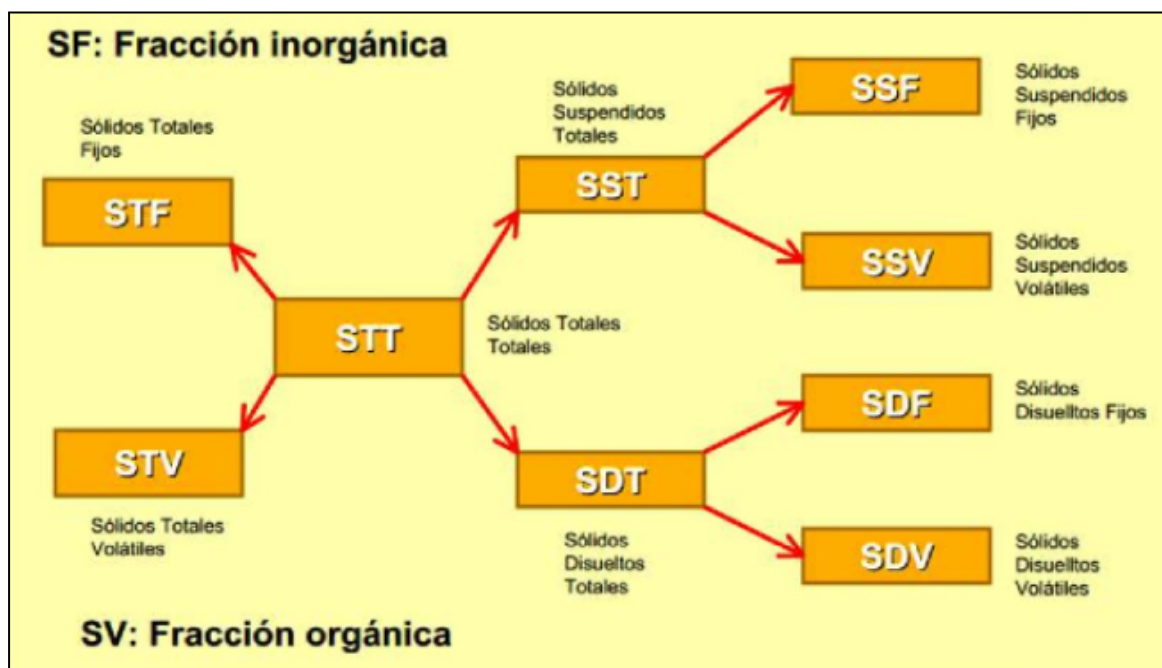 SF: Fracción inorgánica
Sólidos Totales
Fijos
STF
STT
Sólidos Totales
Totales
STV
Sólidos Totales
Volátiles
Sólidos
Suspendidos
Totales
SST
SSF
Sólidos
Suspendidos
Fijos
SSV
Sólidos
Suspendidos
Volátiles
SDT
Sólidos
Disueltos
Totales
SDF
Sólidos
Disuelltos Fijos
SDV
Sólidos
Disuelltos
Volátiles
SV: Fracción orgánica